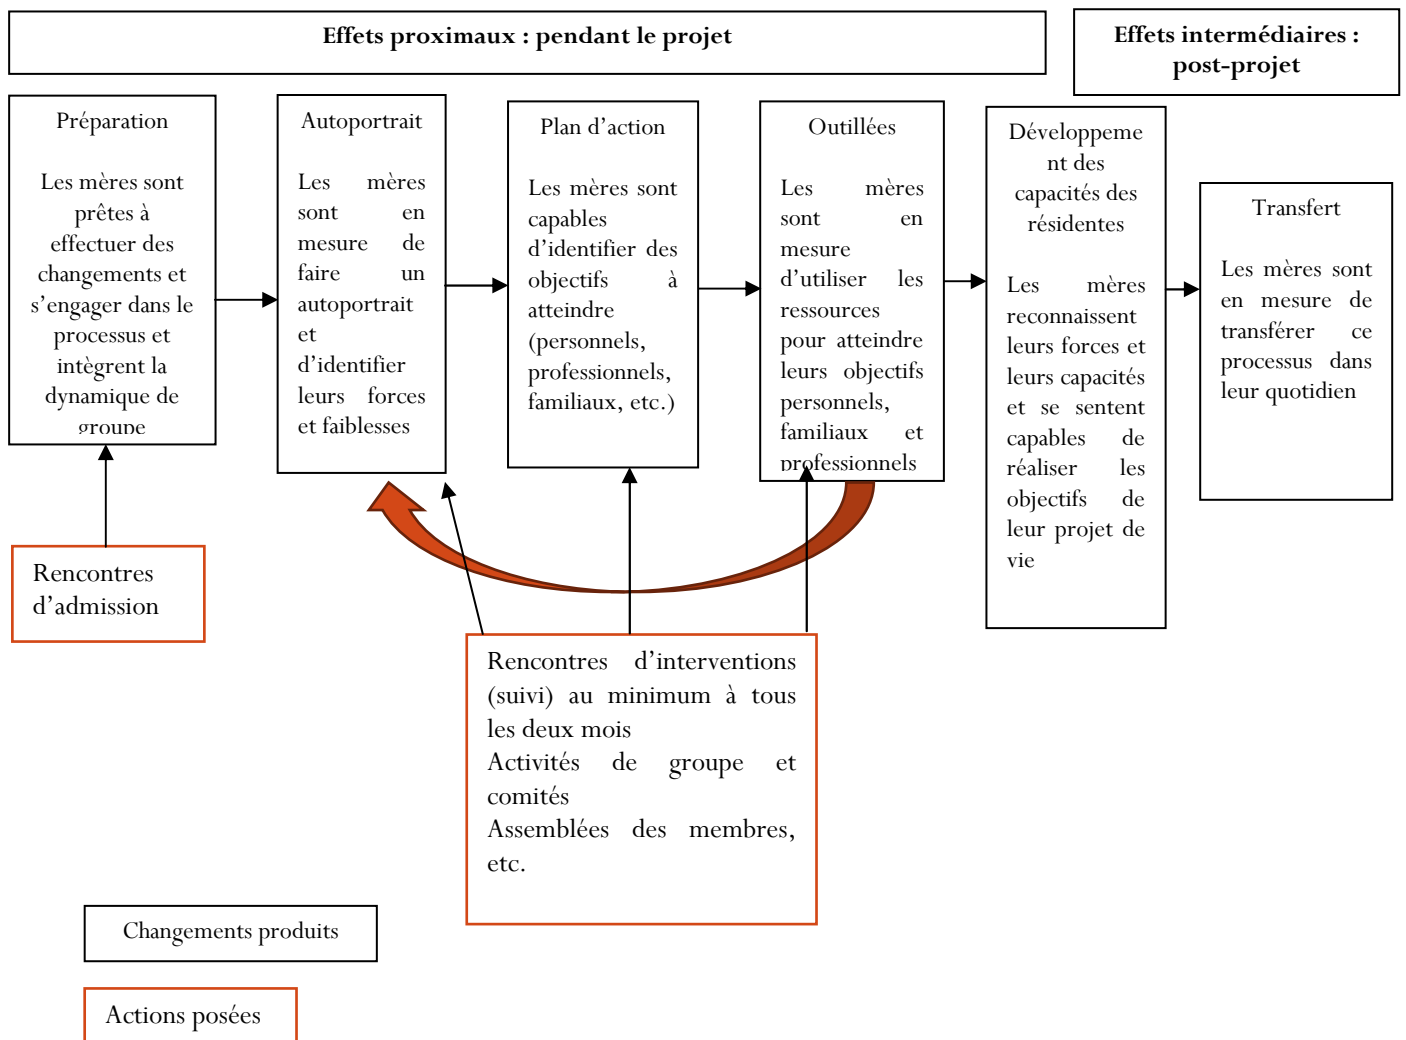 Effets proximaux : pendant le projet
Effets intermédiaires :
post-projet
Préparation
Les mères sont
prêtes à
effectuer des
changements et
s’engager dans le
processus et
intègrent la
dynamique de
groupe
Autoportrait
Les mères
sont en
mesure de
faire un
autoportrait
et
d’identifier
leurs forces
et faiblesses
Plan d’action
Les mères sont
capables
d’identifier des
objectifs à
atteindre
(personnels,
professionnels,
familiaux, etc.)
Outillées
Les mères
sont en
mesure
d’utiliser les
ressources
pour atteindre
leurs objectifs
personnels,
familiaux et
professionnels
Développeme
nt des
capacités des
résidentes
Les mères
reconnaissent
leurs forces et
leurs capacités
et se sentent
capables de
réaliser les
objectifs de
leur projet de
vie
Transfert
Les mères sont
en mesure de
transférer ce
processus dans
leur quotidien
Rencontres
d’admission
Rencontres d’interventions
(suivi) au minimum à tous
les deux mois
Activités de groupe et
comités
Assemblées des membres,
etc.
Changements produits
Actions posées